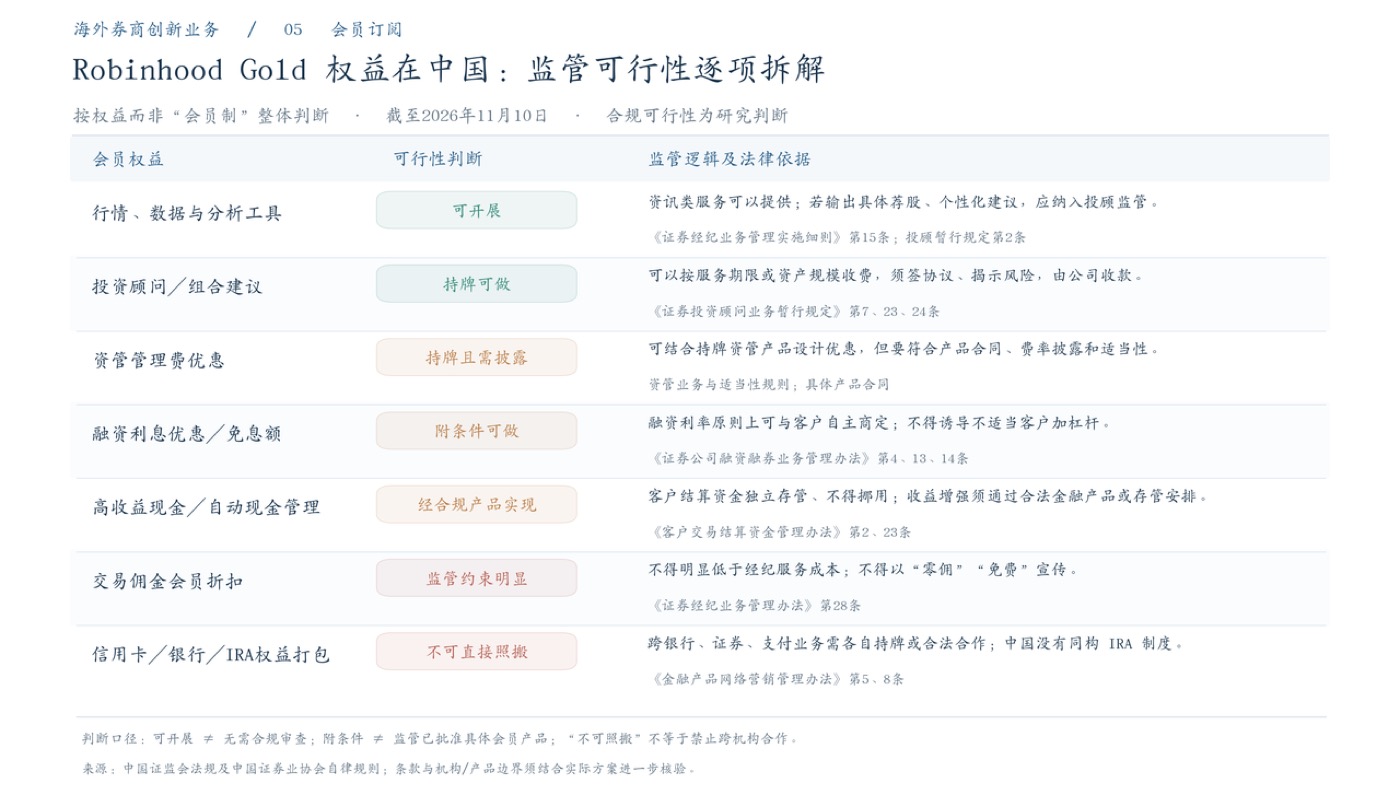 海外券商创新业务 / 05 会员订阅
Robinhood Gold 权益在中国：监管可行性逐项拆解
按权益而非“会员制”整体判断 · 截至2026年11月10日 · 合规可行性为研究判断
会员权益 可行性判断 监管逻辑及法律依据
行情、数据与分析工具 可开展 资讯类服务可以提供；若输出具体荐股、个性化建议，应纳入投顾监管。
《证券经纪业务管理实施细则》第15条；投顾暂行规定第2条
投资顾问／组合建议 持牌可做 可以按服务期限或资产规模收费，须签协议、揭示风险，由公司收款。
《证券投资顾问业务暂行规定》第7、23、24条
资管管理费优惠 持牌且需披露 可结合持牌资管产品设计优惠，但要符合产品合同、费率披露和适当性。
资管业务与适当性规则；具体产品合同
融资利息优惠／免息额 附条件可做 融资利率原则上可与客户自主商定；不得诱导不适当客户加杠杆。
《证券公司融资融券业务管理办法》第4、13、14条
高收益现金／自动现金管理 经合规产品实现 客户结算资金独立存管、不得挪用；收益增强须通过合法金融产品或存管安排。
《客户交易结算资金管理办法》第2、23条
交易佣金会员折扣 监管约束明显 不得明显低于经纪服务成本；不得以“零佣”“免费”宣传。
《证券经纪业务管理办法》第28条
信用卡／银行／IRA权益打包 不可直接照搬 跨银行、证券、支付业务需各自持牌或合法合作；中国没有同构 IRA 制度。
《金融产品网络营销管理办法》第5、8条
判断口径：可开展 ≠ 无需合规审查；附条件 ≠ 监管已批准具体会员产品；“不可照搬”不等于禁止跨机构合作。
来源：中国证监会法规及中国证券业协会自律规则；条款与机构/产品边界须结合实际方案进一步核验。